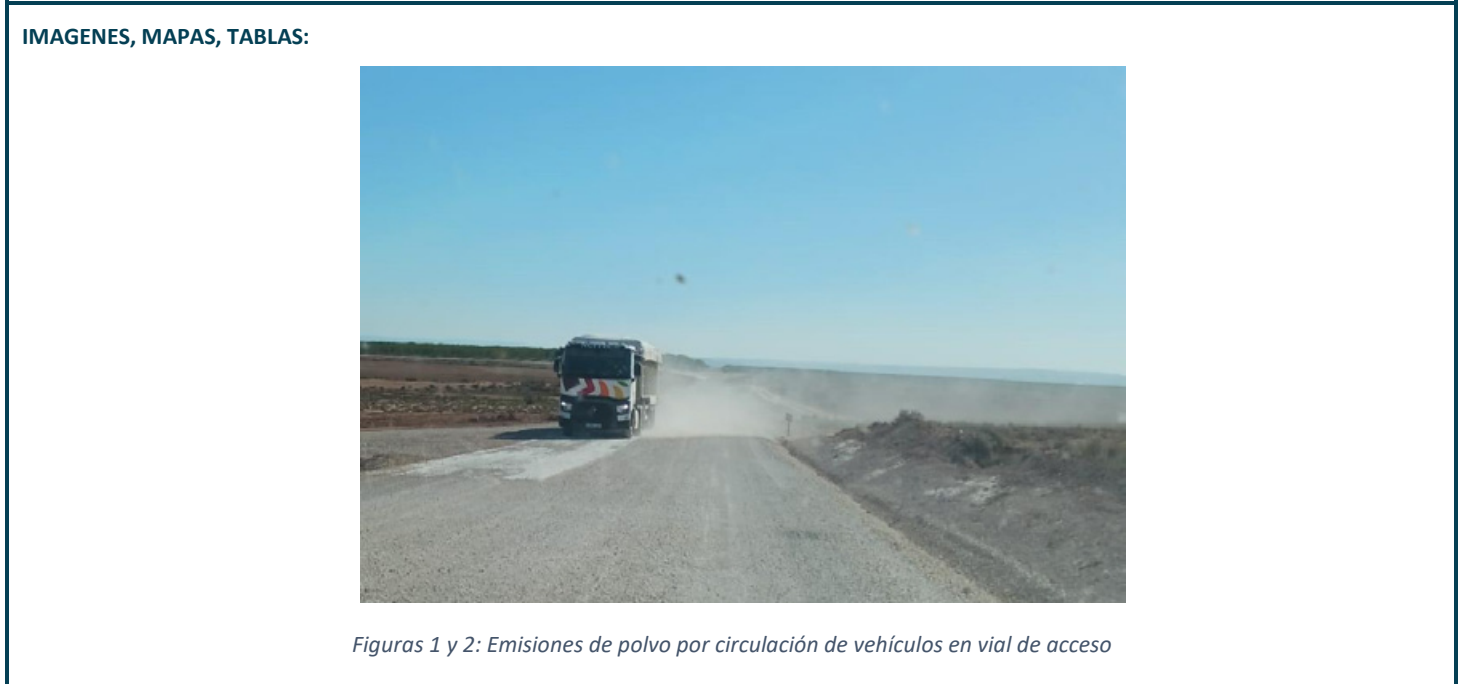 IMAGENES, MAPAS, TABLAS:
Figuras 1 y 2: Emisiones de polvo por circulación de vehículos en vial de acceso